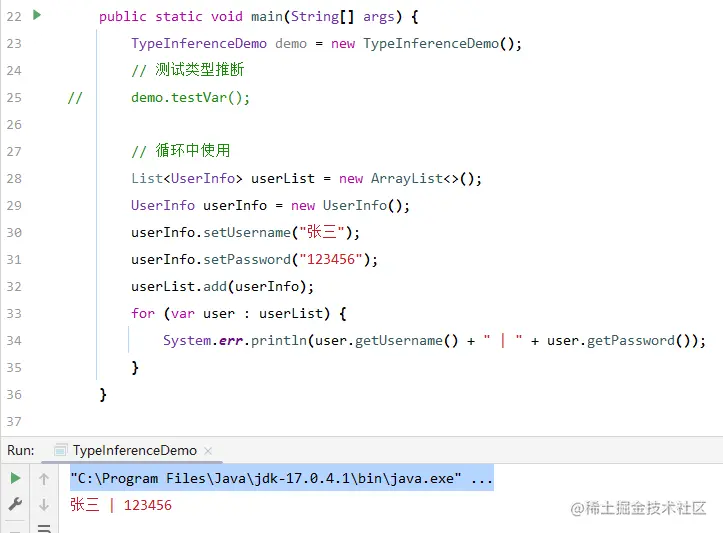 22 public static void main(String[] args) {
23 TypeInferenceDemo demo = new TypeInferenceDemo();
24 // 测试类型推断
25 // demo.testVar();
26
27 // 循环中使用
28 List<UserInfo> userList = new ArrayList<>();
29 UserInfo userInfo = new UserInfo();
30 userInfo.setUsername("张三");
31 userInfo.setPassword("123456");
32 userList.add(userInfo);
33 for (var user : userList) {
34 System.err.println(user.getUsername() + " | " + user.getPassword());
35 }
36 }
37
Run: TypeInferenceDemo ×
"C:\Program Files\Java\jdk-17.0.4.1\bin\java.exe" ...
张三 | 123456
@稀土掘金技术社区